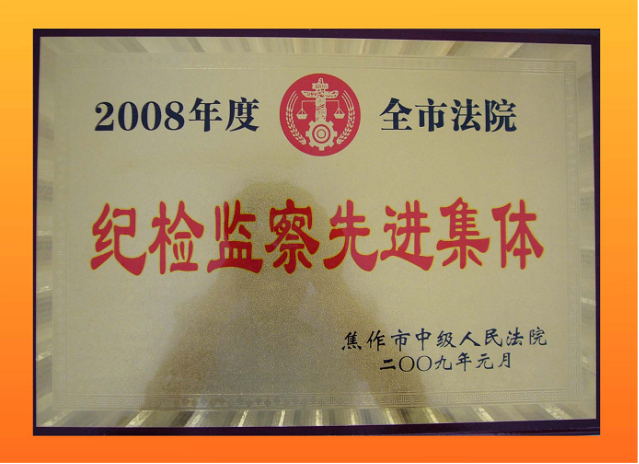 2008年度 全市法院
纪检监察先进集体
焦作市中级人民法院
二〇〇九年元月